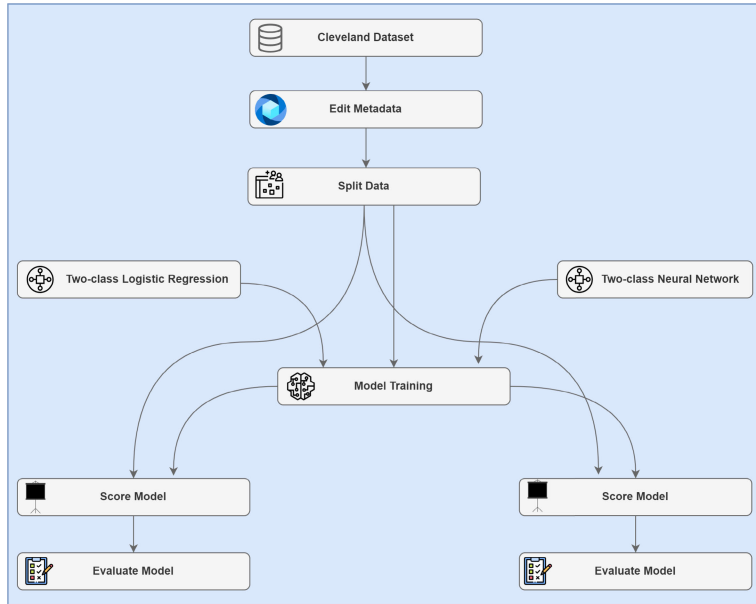 Cleveland Dataset
Edit Metadata
Split Data
Two-class Logistic Regression
Two-class Neural Network
Model Training
Score Model
Score Model
Evaluate Model
Evaluate Model